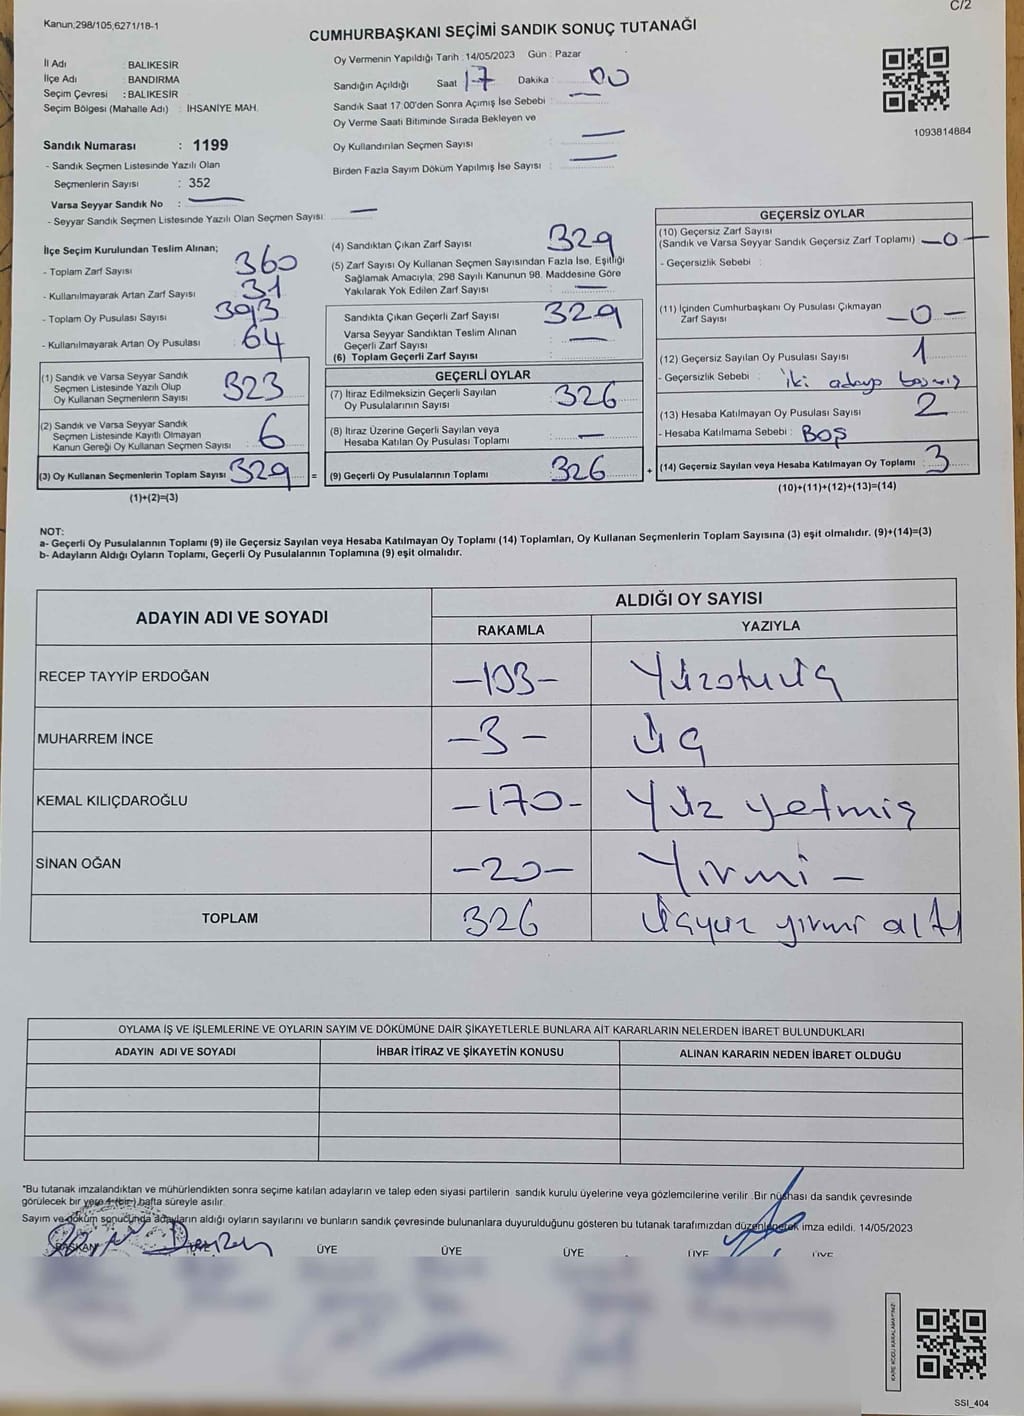 C/2
Kanun,298/105,6271/18-1
CUMHURBAŞKANI SEÇİMİ SANDIK SONUÇ TUTANAĞI
İl Adı : BALIKESİR
İlçe Adı : BANDIRMA
Seçim Çevresi : BALIKESİR
Seçim Bölgesi (Mahalle Adı) : İHSANİYE MAH.
Sandık Numarası : 1199
- Sandık Seçmen Listesinde Yazılı Olan
Seçmenlerin Sayısı : 352
Varsa Seyyar Sandık No :
- Seyyar Sandık Seçmen Listesinde Yazılı Olan Seçmen Sayısı:
Oy Vermenin Yapıldığı Tarih : 14/05/2023 Gün : Pazar
Sandığın Açıldığı Saat 17 Dakika : 00
Sandık Saat 17:00'den Sonra Açımış İse Sebebi :
Oy Verme Saati Bitiminde Sırada Bekleyen ve
Oy Kullandırılan Seçmen Sayısı :
Birden Fazla Sayım Döküm Yapılmış İse Sayısı :
1093814884
İlçe Seçim Kurulundan Teslim Alınan;
- Toplam Zarf Sayısı : 360
- Kullanılmayarak Artan Zarf Sayısı : 31
- Toplam Oy Pusulası Sayısı : 393
- Kullanılmayarak Artan Oy Pusulası : 64
(1) Sandık ve Varsa Seyyar Sandık
Seçmen Listesinde Yazılı Olup
Oy Kullanan Seçmenlerin Sayısı : 323
(2) Sandık ve Varsa Seyyar Sandık
Seçmen Listesinde Kayıtlı Olmayan
Kanun Gereği Oy Kullanan Seçmen Sayısı : 6
(3) Oy Kullanan Seçmenlerin Toplam Sayısı : 329 =
(1)+(2)=(3)
(4) Sandıktan Çıkan Zarf Sayısı : 329
(5) Zarf Sayısı Oy Kullanan Seçmen Sayısından Fazla İse, Eşitliği
Sağlamak Amacıyla, 298 Sayılı Kanunun 98. Maddesine Göre
Yakılarak Yok Edilen Zarf Sayısı : —
Sandıkta Çıkan Geçerli Zarf Sayısı : 329
Varsa Seyyar Sandıktan Teslim Alınan
Geçerli Zarf Sayısı : —
(6) Toplam Geçerli Zarf Sayısı
GEÇERLİ OYLAR
(7) İtiraz Edilmeksizin Geçerli Sayılan
Oy Pusulalarının Sayısı : 326
(8) İtiraz Üzerine Geçerli Sayılan veya
Hesaba Katılan Oy Pusulası Toplamı : —
(9) Geçerli Oy Pusulalarının Toplamı : 326 +
GEÇERSİZ OYLAR
(10) Geçersiz Zarf Sayısı
(Sandık ve Varsa Seyyar Sandık Geçersiz Zarf Toplamı) : —0—
- Geçersizlik Sebebi :
(11) İçinden Cumhurbaşkanı Oy Pusulası Çıkmayan
Zarf Sayısı : —0—
(12) Geçersiz Sayılan Oy Pusulası Sayısı : 1
- Geçersizlik Sebebi : iki adaya basmış
(13) Hesaba Katılmayan Oy Pusulası Sayısı : 2
- Hesaba Katılmama Sebebi : BOŞ
(14) Geçersiz Sayılan veya Hesaba Katılmayan Oy Toplamı : 3
(10)+(11)+(12)+(13)=(14)
NOT:
a- Geçerli Oy Pusulalarının Toplamı (9) ile Geçersiz Sayılan veya Hesaba Katılmayan Oy Toplamı (14) Toplamları, Oy Kullanan Seçmenlerin Toplam Sayısına (3) eşit olmalıdır. (9)+(14)=(3)
b- Adayların Aldığı Oyların Toplamı, Geçerli Oy Pusulalarının Toplamına (9) eşit olmalıdır.
ADAYIN ADI VE SOYADI ALDIĞI OY SAYISI
RAKAMLA YAZIYLA
RECEP TAYYİP ERDOĞAN —133— Yüzotuzüç
MUHARREM İNCE —3— Üç
KEMAL KILIÇDAROĞLU —170— Yüz yetmiş
SİNAN OĞAN —20— Yirmi —
TOPLAM 326 Üçyüz yirmi altı
OYLAMA İŞ VE İŞLEMLERİNE VE OYLARIN SAYIM VE DÖKÜMÜNE DAİR ŞİKAYETLERLE BUNLARA AİT KARARLARIN NELERDEN İBARET BULUNDUKLARI
ADAYIN ADI VE SOYADI İHBAR İTİRAZ VE ŞİKAYETİN KONUSU ALINAN KARARIN NEDEN İBARET OLDUĞU
*Bu tutanak imzalandıktan ve mühürlendikten sonra seçime katılan adayların ve talep eden siyasi partilerin sandık kurulu üyelerine veya gözlemcilerine verilir .Bir nüshası da sandık çevresinde
görülecek bir yere 1 (bir) hafta süreyle asılır.
Sayım ve döküm sonucunda adayların aldığı oyların sayılarını ve bunların sandık çevresinde bulunanlara duyurulduğunu gösteren bu tutanak tarafımızdan düzenlenerek imza edildi. 14/05/2023
BAŞKAN ÜYE ÜYE ÜYE ÜYE ÜYE
SSI_404